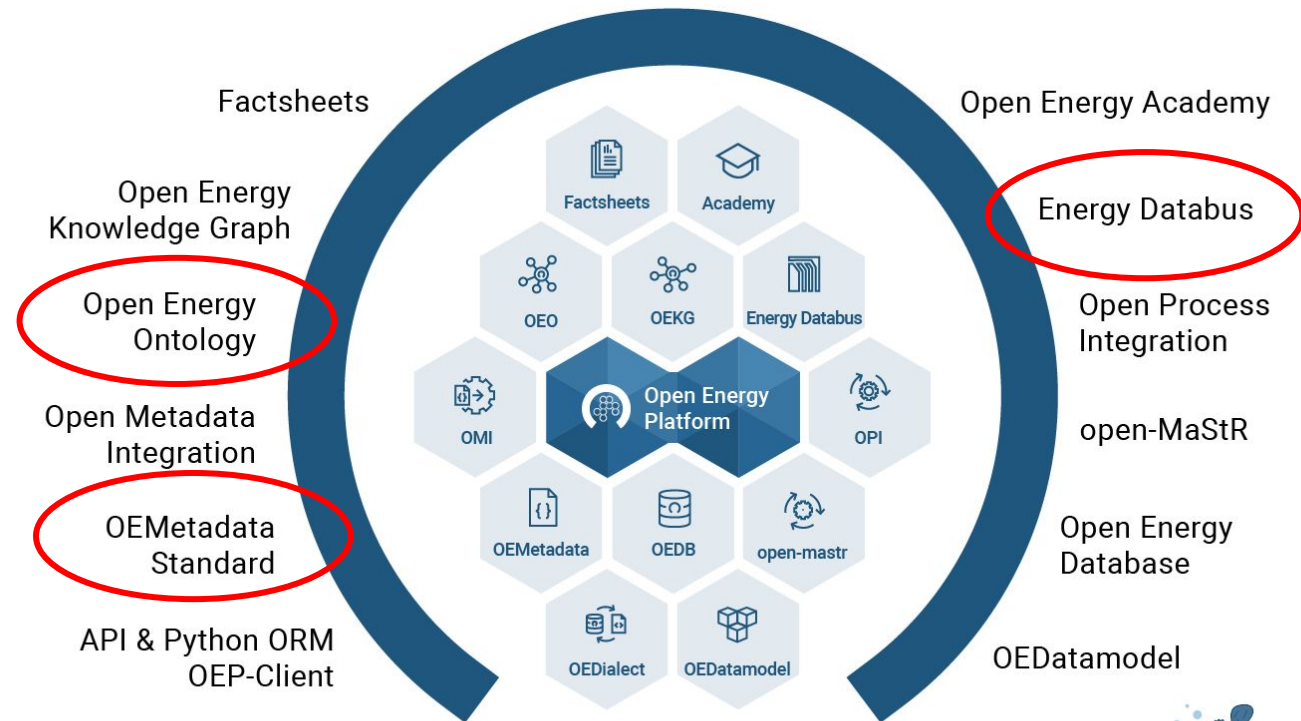 Factsheets
Open Energy
Knowledge Graph
Open Energy
Ontology
Open Metadata
Integration
OEMetadata
Standard
API & Python ORM
OEP-Client
Factsheets
Academy
OEO
OEKG
Energy Databus
OMI
Open Energy
Platform
OPI
OEMetadata
OEDB
open-mastr
OEDialect
OEDatamodel
Open Energy Academy
Energy Databus
Open Process
Integration
open-MaStR
Open Energy
Database
OEDatamodel